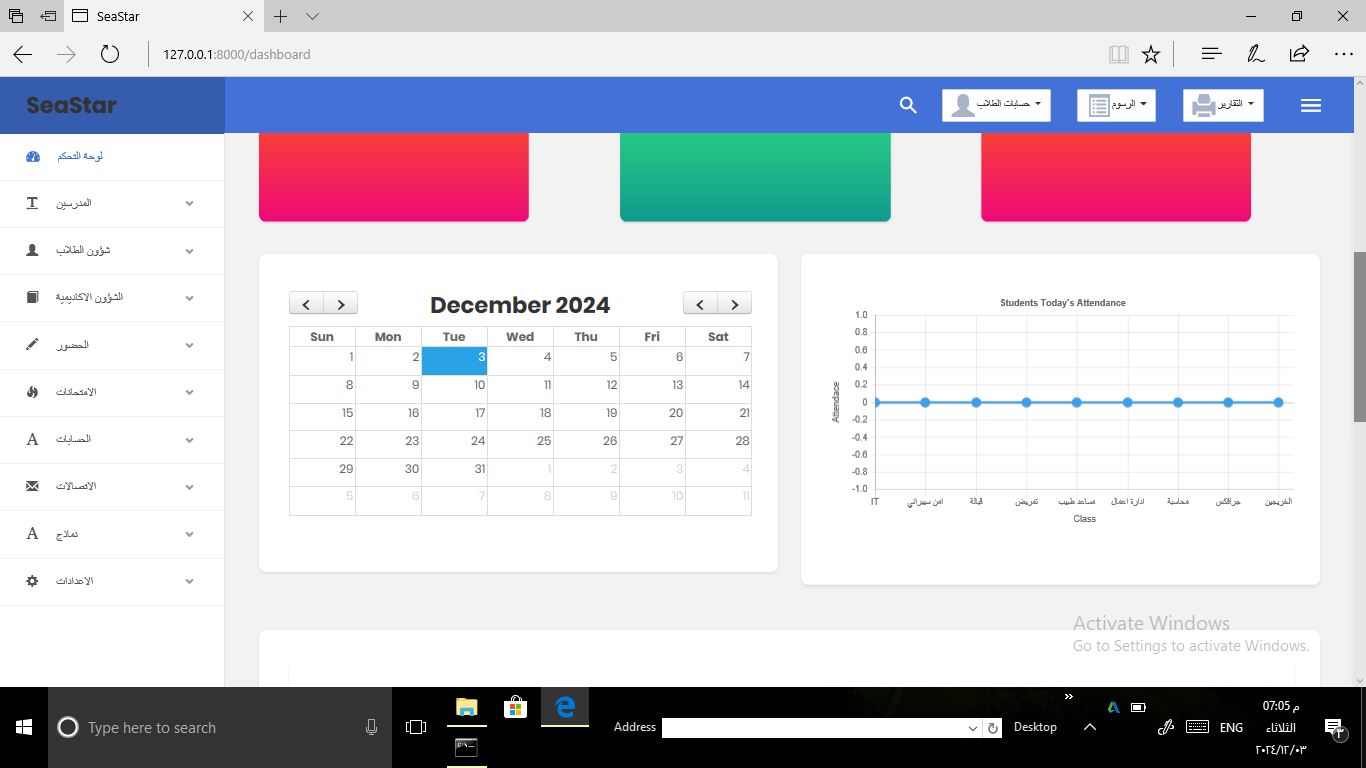 SeaStar
127.0.0.1:8000/dashboard
SeaStar
حسابات الطلاب
الرسوم
التقارير
لوحة التحكم
المدرسين
شؤون الطلاب
الشؤون الاكاديمية
الحضور
الامتحانات
A الحسابات
الاتصالات
A نماذج
الاعدادات
December 2024
Sun Mon Tue Wed Thu Fri Sat
1 2 3 4 5 6 7
8 9 10 11 12 13 14
15 16 17 18 19 20 21
22 23 24 25 26 27 28
29 30 31 1 2 3 4
5 6 7 8 9 10 11
Students Today's Attendance
1.0
0.8
0.6
0.4
0.2
0
-0.2
-0.4
-0.6
-0.8
-1.0
Attendace
IT امن سيبراني قبالة تمريض مساعد طبيب ادارة اعمال محاسبة جرافكس الخريجين
Class
Activate Windows
Go to Settings to activate Windows.
Type here to search
Address
Desktop
ENG
07:05 م
الثلاثاء
٢٠٢٤/١٢/٠٣
٣